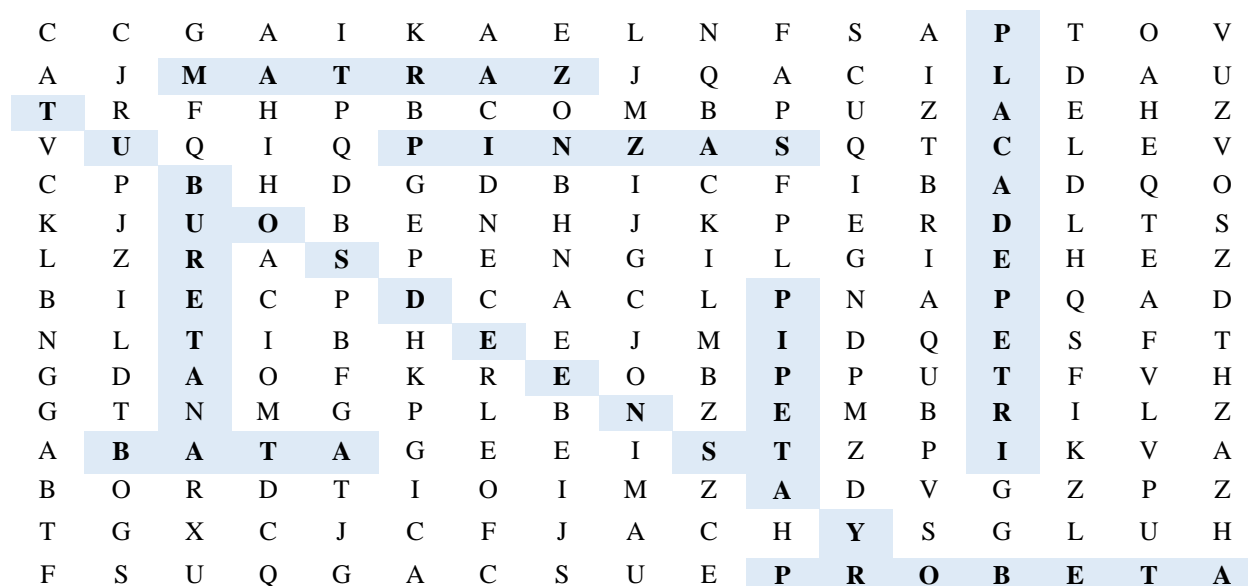 C C G A I K A E L N F S A P T O V
A J M A T R A Z J Q A C I L D A U
T R F H P B C O M B P U Z A E H Z
V U Q I Q P I N Z A S Q T C L E V
C P B H D G D B I C F I B A D Q O
K J U O B E N H J K P E R D L T S
L Z R A S P E N G I L G I E H E Z
B I E C P D C A C L P N A P Q A D
N L T I B H E E J M I D Q E S F T
G D A O F K R E O B P P U T F V H
G T N M G P L B N Z E M B R I L Z
A B A T A G E E I S T Z P I K V A
B O R D T I O I M Z A D V G Z P Z
T G X C J C F J A C H Y S G L U H
F S U Q G A C S U E P R O B E T A